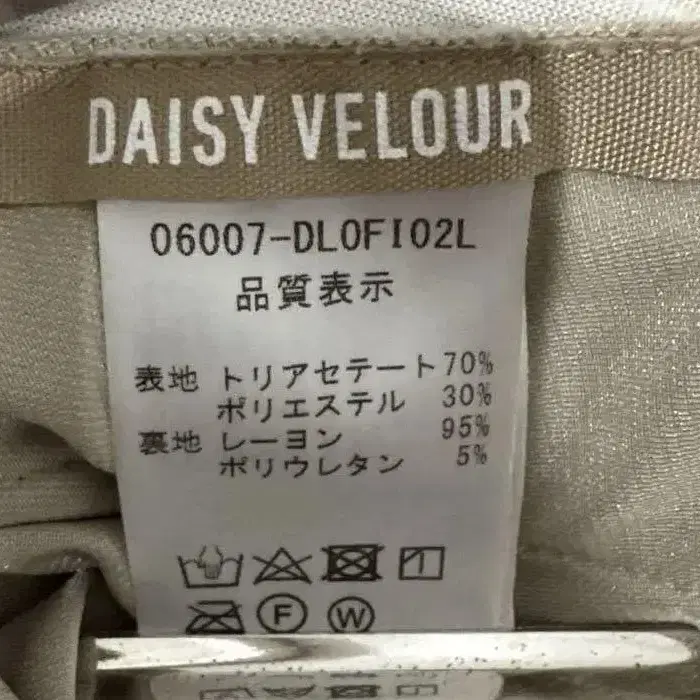 DAISY VELOUR
06007-DL0FI02L
品質表示
表地 トリアセテート 70%
ポリエステル 30%
裏地 レーヨン 95%
ポリウレタン 5%
F W